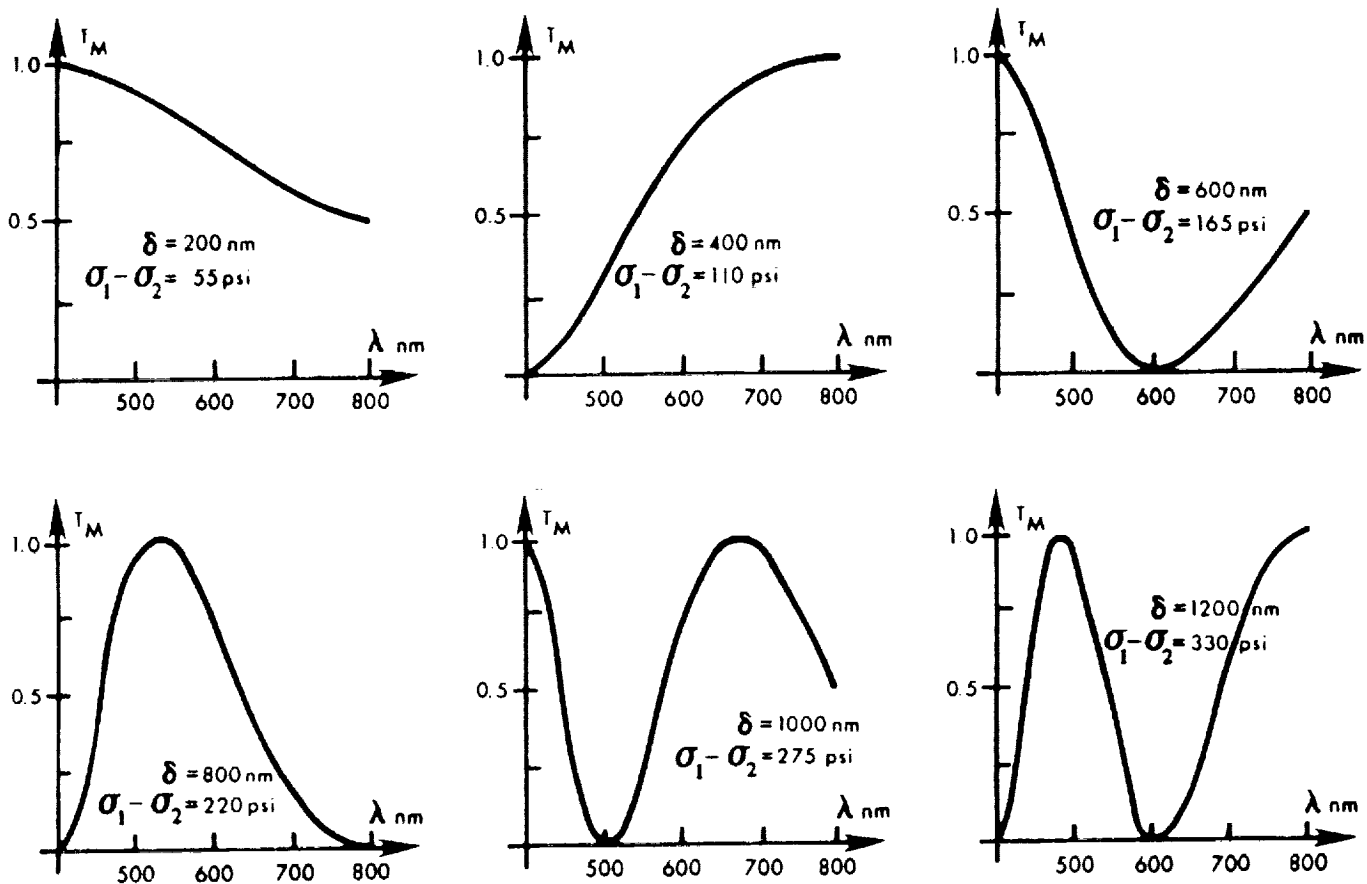 T_M
1.0
0.5
δ = 200 nm
σ₁ - σ₂ = 55 psi
λ nm
500 600 700 800
T_M
1.0
0.5
δ = 400 nm
σ₁ - σ₂ = 110 psi
λ nm
500 600 700 800
T_M
1.0
0.5
δ = 600 nm
σ₁ - σ₂ = 165 psi
λ nm
500 600 700 800
T_M
1.0
0.5
δ = 800 nm
σ₁ - σ₂ = 220 psi
λ nm
500 600 700 800
T_M
1.0
0.5
δ = 1000 nm
σ₁ - σ₂ = 275 psi
λ nm
500 600 700 800
T_M
1.0
0.5
δ = 1200 nm
σ₁ - σ₂ = 330 psi
λ nm
500 600 700 800